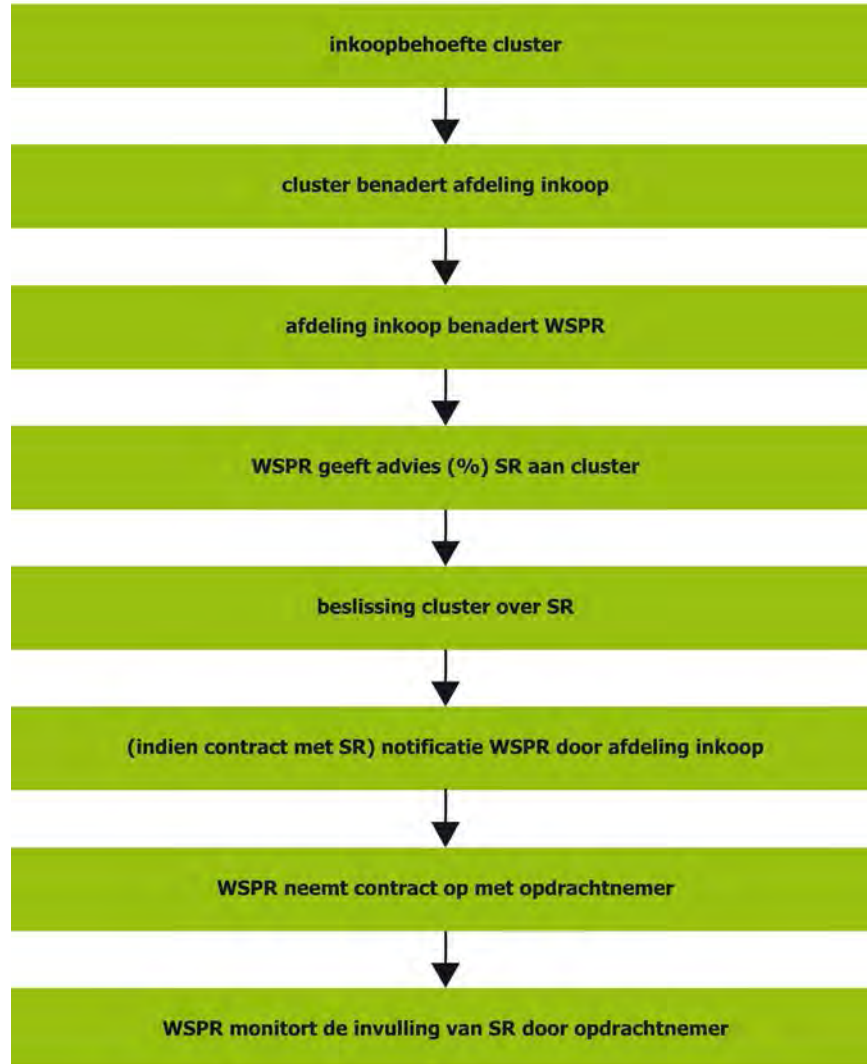 inkoopbehoefte cluster
cluster benadert afdeling inkoop
afdeling inkoop benadert WSPR
WSPR geeft advies (%) SR aan cluster
beslissing cluster over SR
(indien contract met SR) notificatie WSPR door afdeling inkoop
WSPR neemt contract op met opdrachtnemer
WSPR monitort de invulling van SR door opdrachtnemer